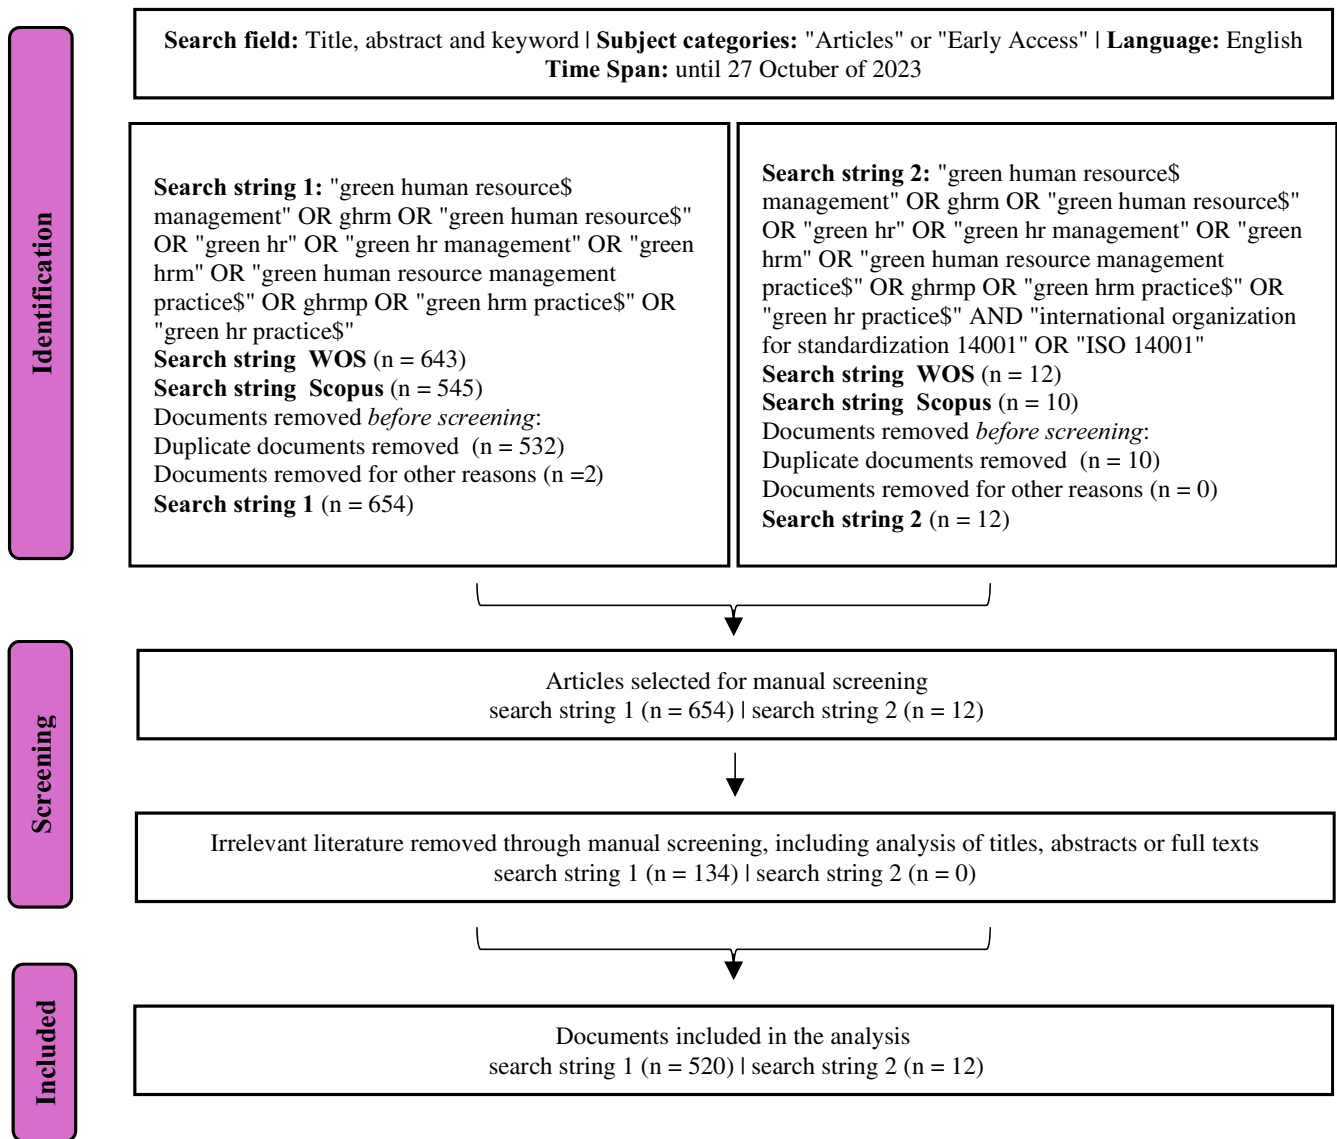 Identification
Search field: Title, abstract and keyword | Subject categories: "Articles" or "Early Access" | Language: English
Time Span: until 27 Octuber of 2023
Search string 1: "green human resource$
management" OR ghrm OR "green human resource$"
OR "green hr" OR "green hr management" OR "green
hrm" OR "green human resource management
practice$" OR ghrmp OR "green hrm practice$" OR
"green hr practice$"
Search string WOS (n = 643)
Search string Scopus (n = 545)
Documents removed before screening:
Duplicate documents removed (n = 532)
Documents removed for other reasons (n =2)
Search string 1 (n = 654)
Search string 2: "green human resource$
management" OR ghrm OR "green human resource$"
OR "green hr" OR "green hr management" OR "green
hrm" OR "green human resource management
practice$" OR ghrmp OR "green hrm practice$" OR
"green hr practice$" AND "international organization
for standardization 14001" OR "ISO 14001"
Search string WOS (n = 12)
Search string Scopus (n = 10)
Documents removed before screening:
Duplicate documents removed (n = 10)
Documents removed for other reasons (n = 0)
Search string 2 (n = 12)
Screening
Articles selected for manual screening
search string 1 (n = 654) | search string 2 (n = 12)
Irrelevant literature removed through manual screening, including analysis of titles, abstracts or full texts
search string 1 (n = 134) | search string 2 (n = 0)
Included
Documents included in the analysis
search string 1 (n = 520) | search string 2 (n = 12)